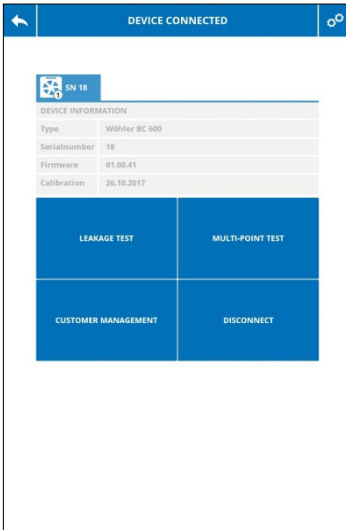 DEVICE CONNECTED
1 SN 18
DEVICE INFORMATION
Type Wöhler BC 600
Serialnumber 18
Firmware 01.00.41
Calibration 26.10.2017
LEAKAGE TEST MULTI-POINT TEST
CUSTOMER MANAGEMENT DISCONNECT